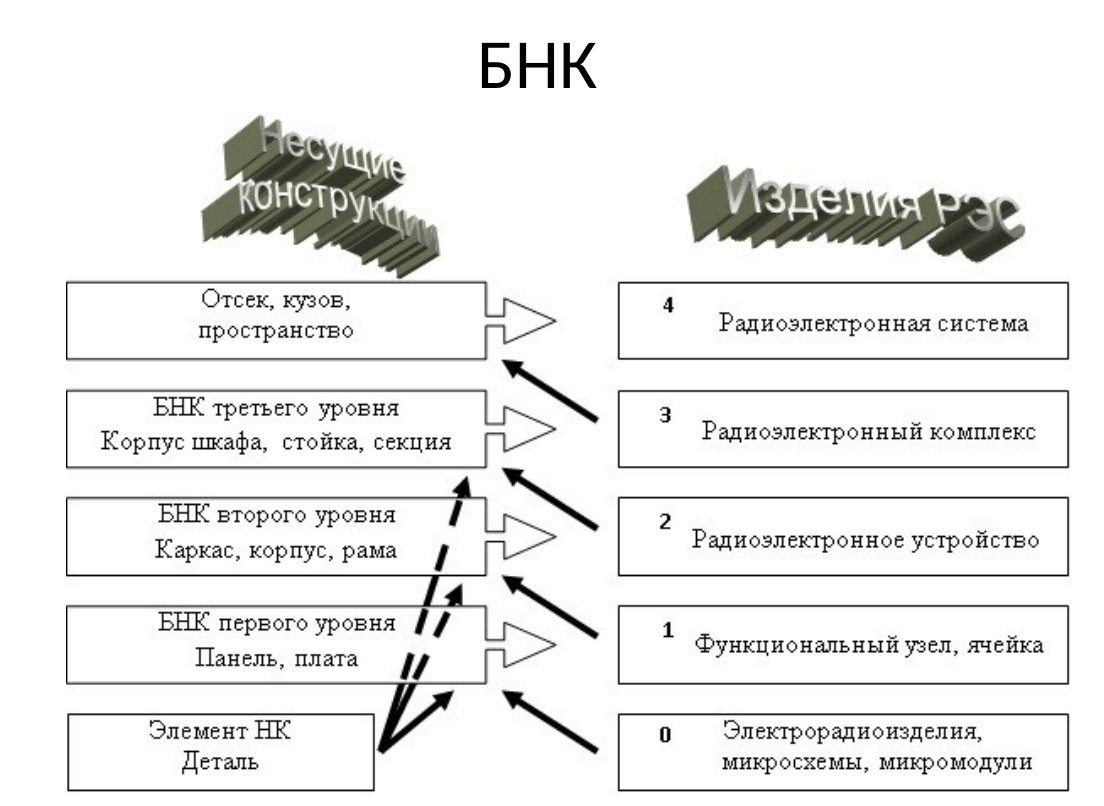 БНК
Несущие
конструкции
Изделия РЭС
Отсек, кузов,
пространство
4
Радиоэлектронная система
БНК третьего уровня
Корпус шкафа, стойка, секция
3
Радиоэлектронный комплекс
БНК второго уровня
Каркас, корпус, рама
2
Радиоэлектронное устройство
БНК первого уровня
Панель, плата
1
Функциональный узел, ячейка
Элемент НК
Деталь
0
Электрорадиоизделия,
микросхемы, микромодули